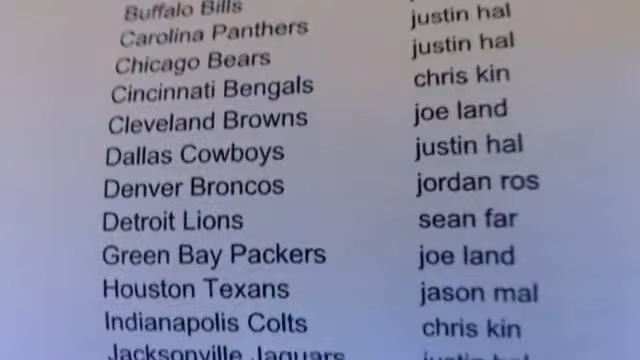 Buffalo Bills
Carolina Panthers justin hal
Chicago Bears justin hal
Cincinnati Bengals chris kin
Cleveland Browns joe land
Dallas Cowboys justin hal
Denver Broncos jordan ros
Detroit Lions sean far
Green Bay Packers joe land
Houston Texans jason mal
Indianapolis Colts chris kin
Jacksonville Jaguars justin hal